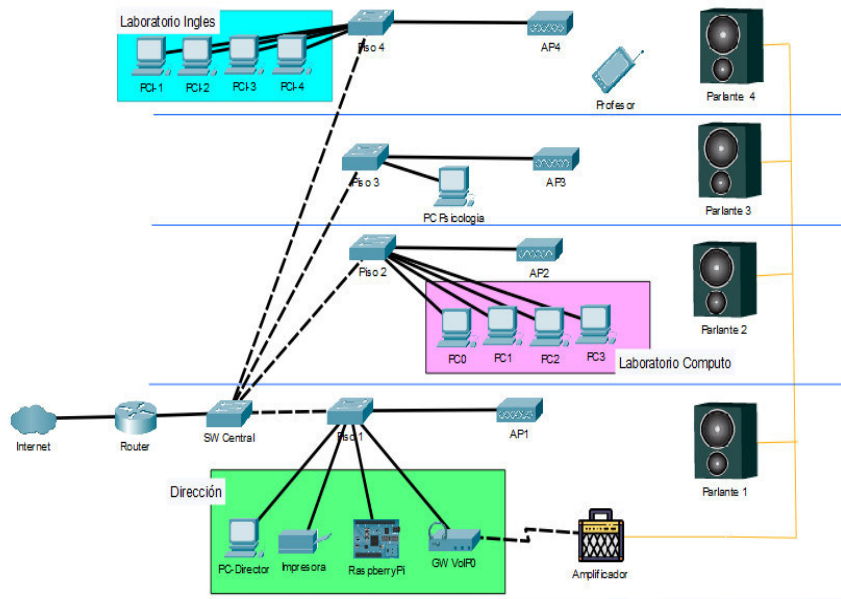 Laboratorio Ingles
PCI-1
PCI-2
PCI-3
PCI-4
Piso 4
AP4
Profesor
Parlante 4
Piso 3
AP3
PC Psicologia
Parlante 3
Piso 2
AP2
PC0
PC1
PC2
PC3
Laboratorio Computo
Parlante 2
Internet
Router
SW Central
Piso 1
AP1
Parlante 1
Dirección
PC-Director
Impresora
RaspberryPi
GW VoIP0
Amplificador